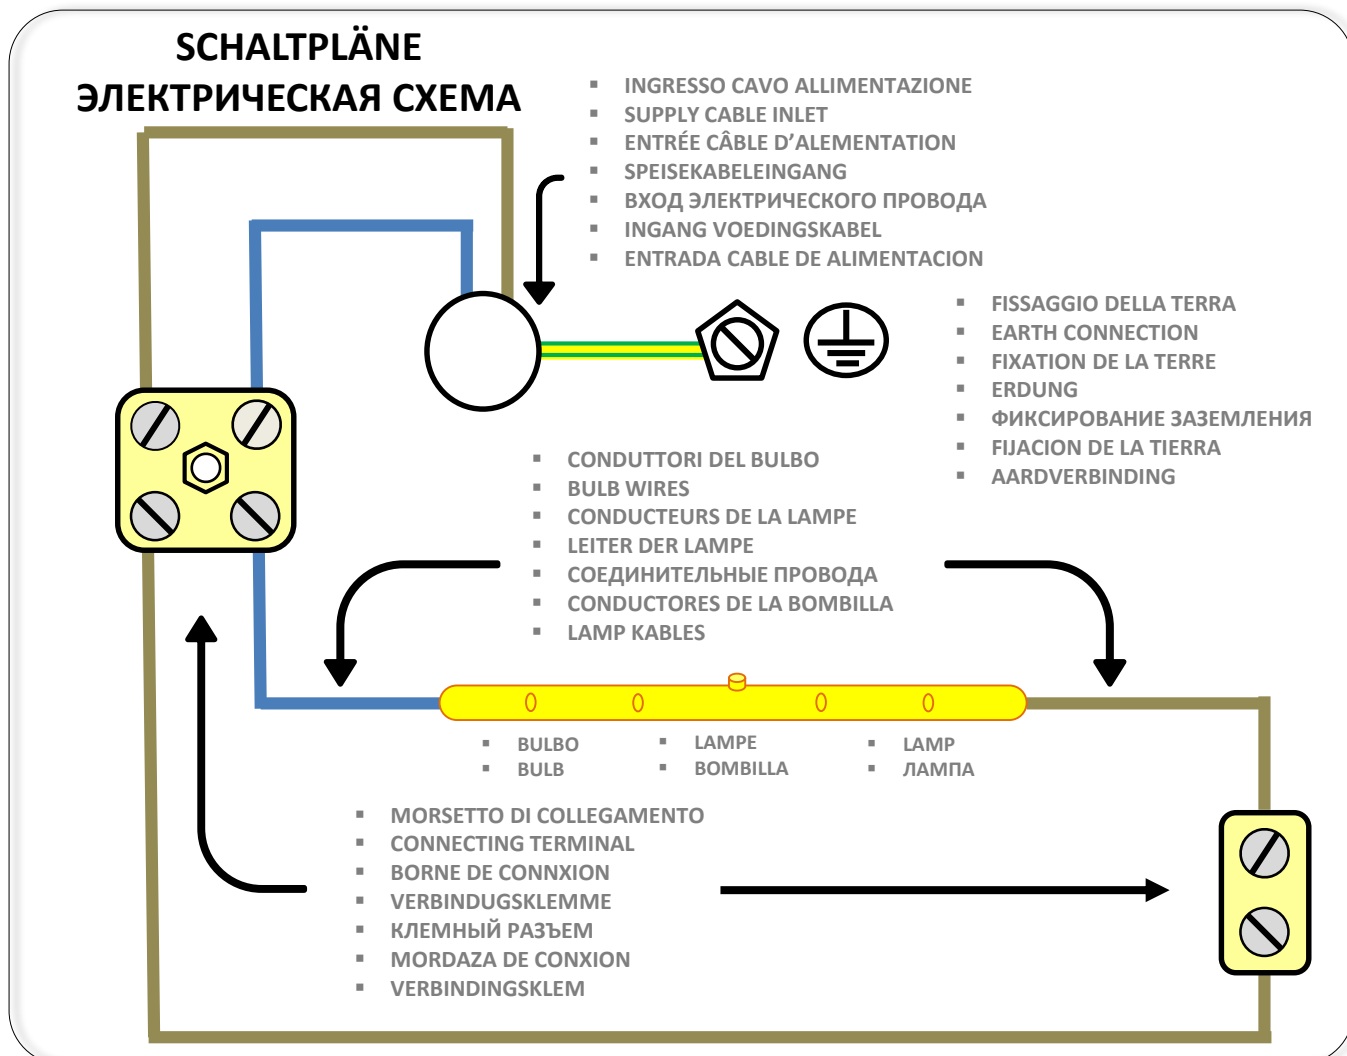 SCHALTPLÄNE
ЭЛЕКТРИЧЕСКАЯ СХЕМА
▪ INGRESSO CAVO ALLIMENTAZIONE
▪ SUPPLY CABLE INLET
▪ ENTRÉE CÂBLE D’ALEMENTATION
▪ SPEISEKABELEINGANG
▪ ВХОД ЭЛЕКТРИЧЕСКОГО ПРОВОДА
▪ INGANG VOEDINGSKABEL
▪ ENTRADA CABLE DE ALIMENTACION
▪ FISSAGGIO DELLA TERRA
▪ EARTH CONNECTION
▪ FIXATION DE LA TERRE
▪ ERDUNG
▪ ФИКСИРОВАНИЕ ЗАЗЕМЛЕНИЯ
▪ FIJACION DE LA TIERRA
▪ AARDVERBINDING
▪ CONDUTTORI DEL BULBO
▪ BULB WIRES
▪ CONDUCTEURS DE LA LAMPE
▪ LEITER DER LAMPE
▪ СОЕДИНИТЕЛЬНЫЕ ПРОВОДА
▪ CONDUCTORES DE LA BOMBILLA
▪ LAMP KABLES
▪ BULBO
▪ BULB
▪ LAMPE
▪ BOMBILLA
▪ LAMP
▪ ЛАМПА
▪ MORSETTO DI COLLEGAMENTO
▪ CONNECTING TERMINAL
▪ BORNE DE CONNXION
▪ VERBINDUGSKLEMME
▪ КЛЕМНЫЙ РАЗЪЕМ
▪ MORDAZA DE CONXION
▪ VERBINDINGSKLEM